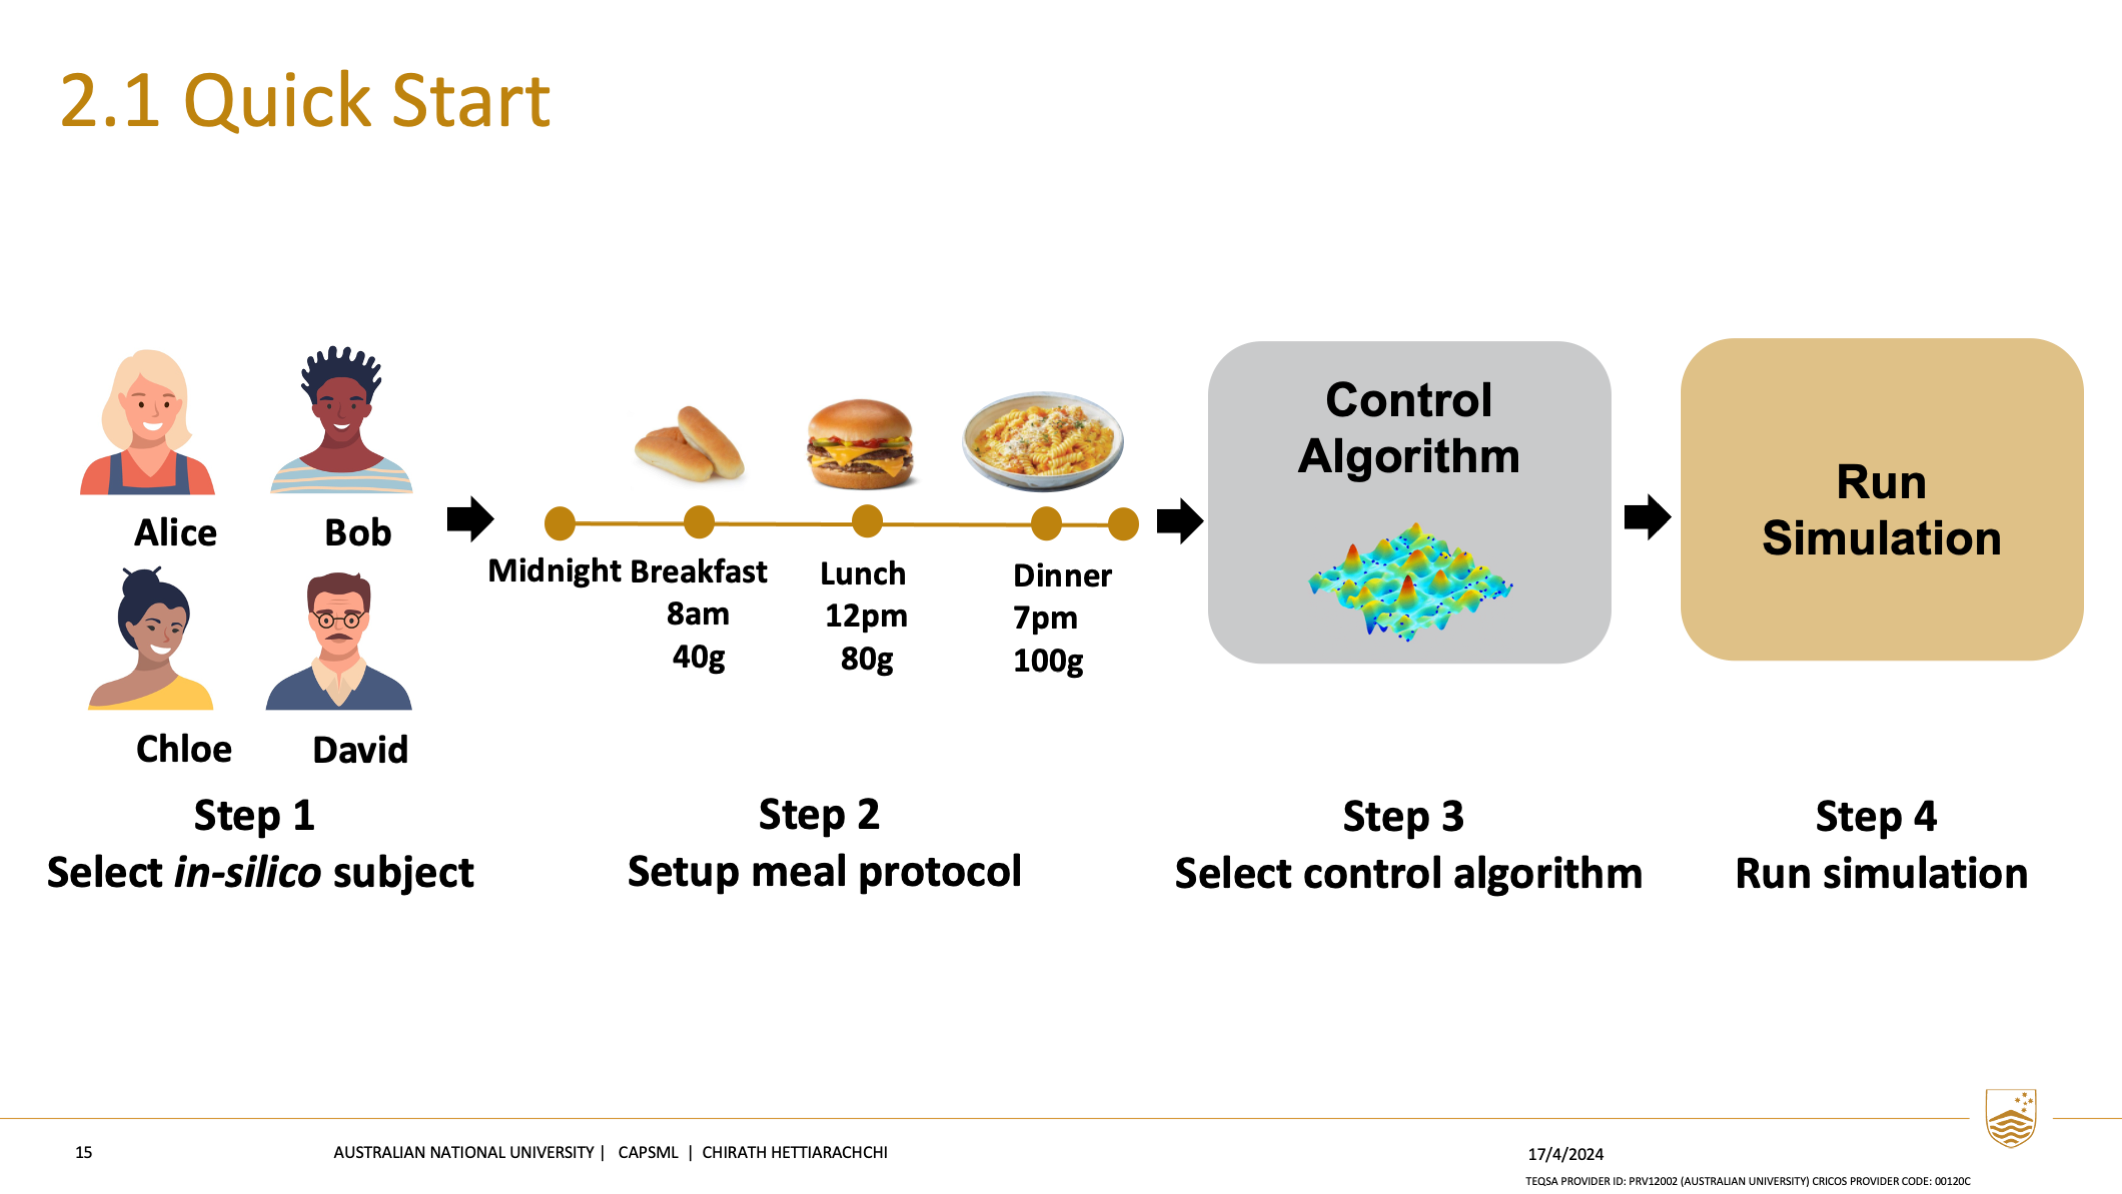 2.1 Quick Start
Alice
Bob
Chloe
David
Step 1
Select in-silico subject
Midnight
Breakfast
8am
40g
Lunch
12pm
80g
Dinner
7pm
100g
Step 2
Setup meal protocol
Control
Algorithm
Step 3
Select control algorithm
Run
Simulation
Step 4
Run simulation
15
AUSTRALIAN NATIONAL UNIVERSITY | CAPSML | CHIRATH HETTIARACHCHI
17/4/2024
TEQSA PROVIDER ID: PRV12002 (AUSTRALIAN UNIVERSITY) CRICOS PROVIDER CODE: 00120C